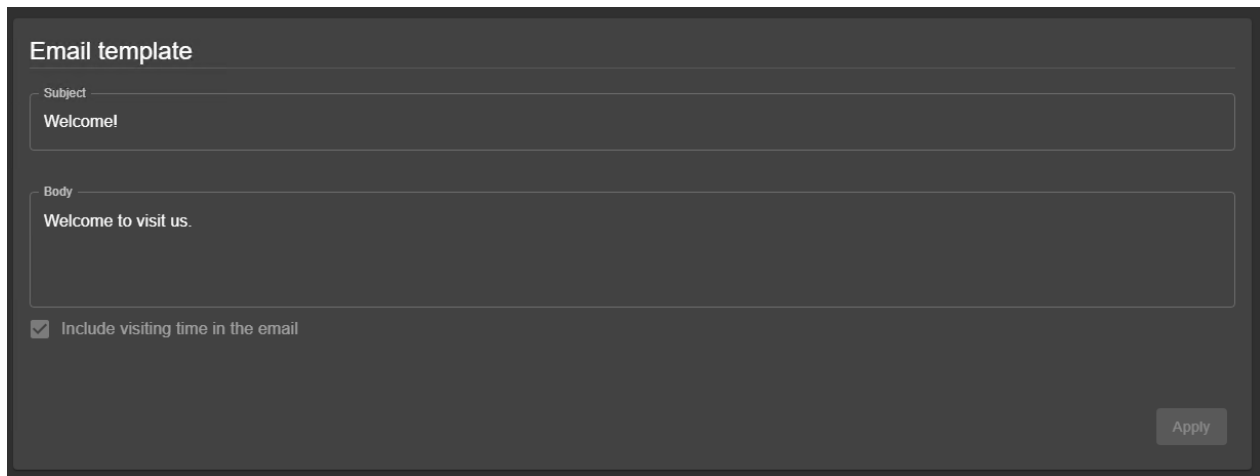 Email template
Subject
Welcome!
Body
Welcome to visit us.
Include visiting time in the email
Apply